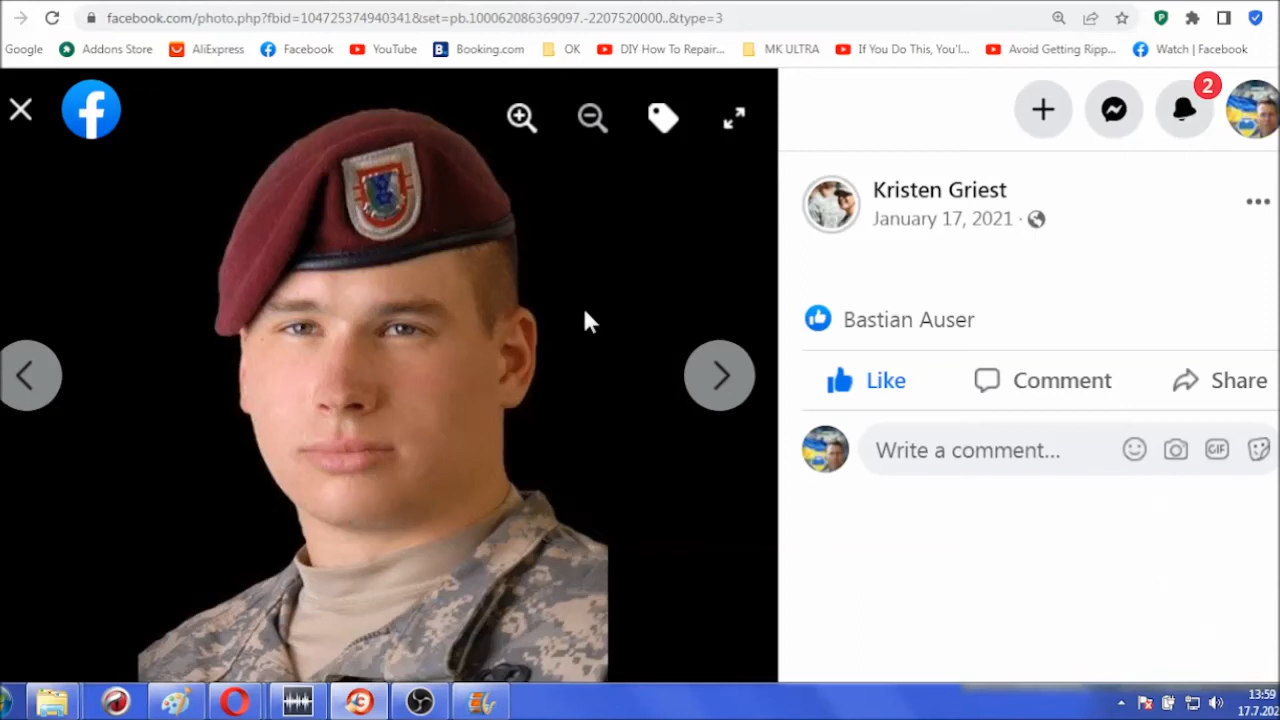 facebook.com/photo.php?fbid=104725374940341&set=pb.100062086369097.-2207520000..&type=3
Google Addons Store AliExpress Facebook YouTube Booking.com OK DIY How To Repair... MK ULTRA If You Do This, You'l... Avoid Getting Ripp... Watch | Facebook
2
Kristen Griest
January 17, 2021 ·
Bastian Auser
Like Comment Share
Write a comment...
GIF
13:59
17.7.202